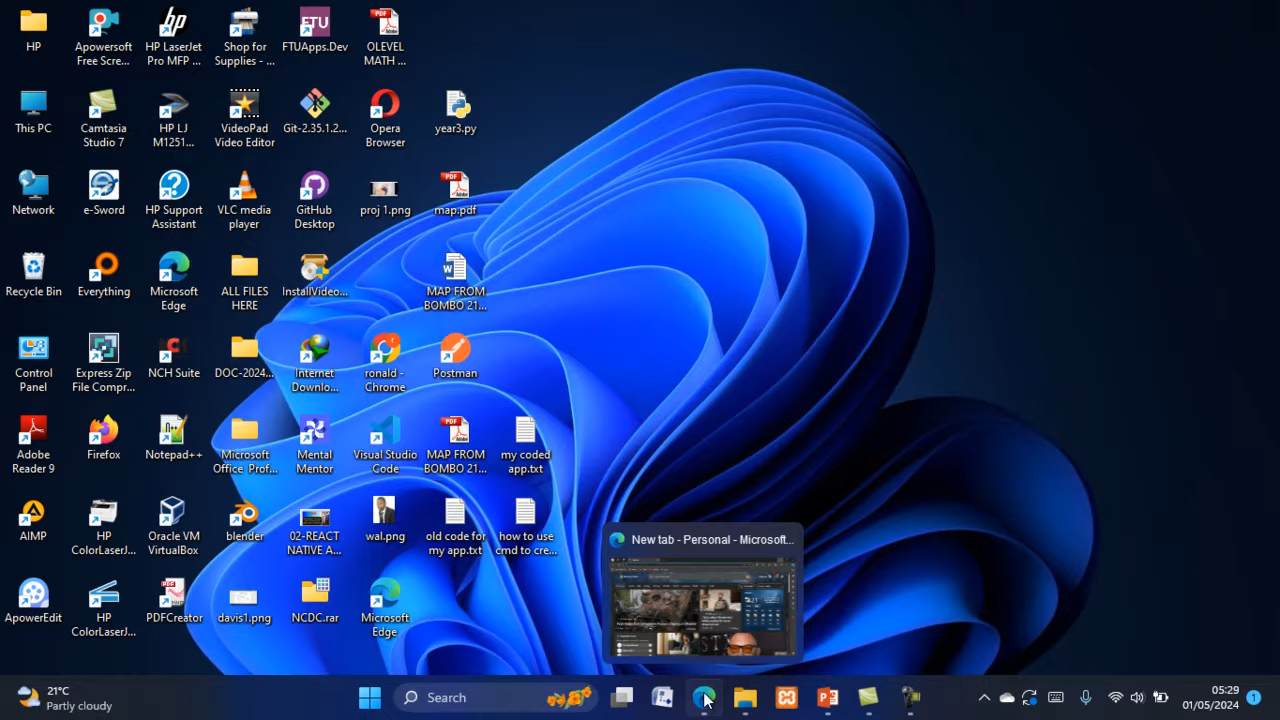 HP
Apowersoft
Free Scre...
HP LaserJet
Pro MFP ...
Shop for
Supplies - ...
FTU
FTUApps.Dev
OLEVEL
MATH ...
This PC
Camtasia
Studio 7
HP LJ
M1251...
VideoPad
Video Editor
Git-2.35.1.2...
Opera
Browser
year3.py
Network
e-Sword
HP Support
Assistant
VLC media
player
GitHub
Desktop
proj 1.png
map.pdf
Recycle Bin
Everything
Microsoft
Edge
ALL FILES
HERE
InstallVideo...
MAP FROM
BOMBO 21...
Control
Panel
Express Zip
File Compr...
NCH Suite
DOC-2024...
Internet
Downlo...
ronald -
Chrome
Postman
Adobe
Reader 9
Firefox
Notepad++
Microsoft
Office_Prof...
Mental
Mentor
Visual Studio
Code
MAP FROM
BOMBO 21...
my coded
app.txt
AIMP
HP
ColorLaserJ...
Oracle VM
VirtualBox
blender
02-REACT
NATIVE A...
wal.png
old code for
my app.txt
how to use
cmd to cre...
ApowerEdit
HP
ColorLaserJ...
PDFCreator
davis1.png
NCDC.rar
Microsoft
Edge
New tab - Personal - Microsoft...
21°C
Partly cloudy
Search
05:29
01/05/2024
1